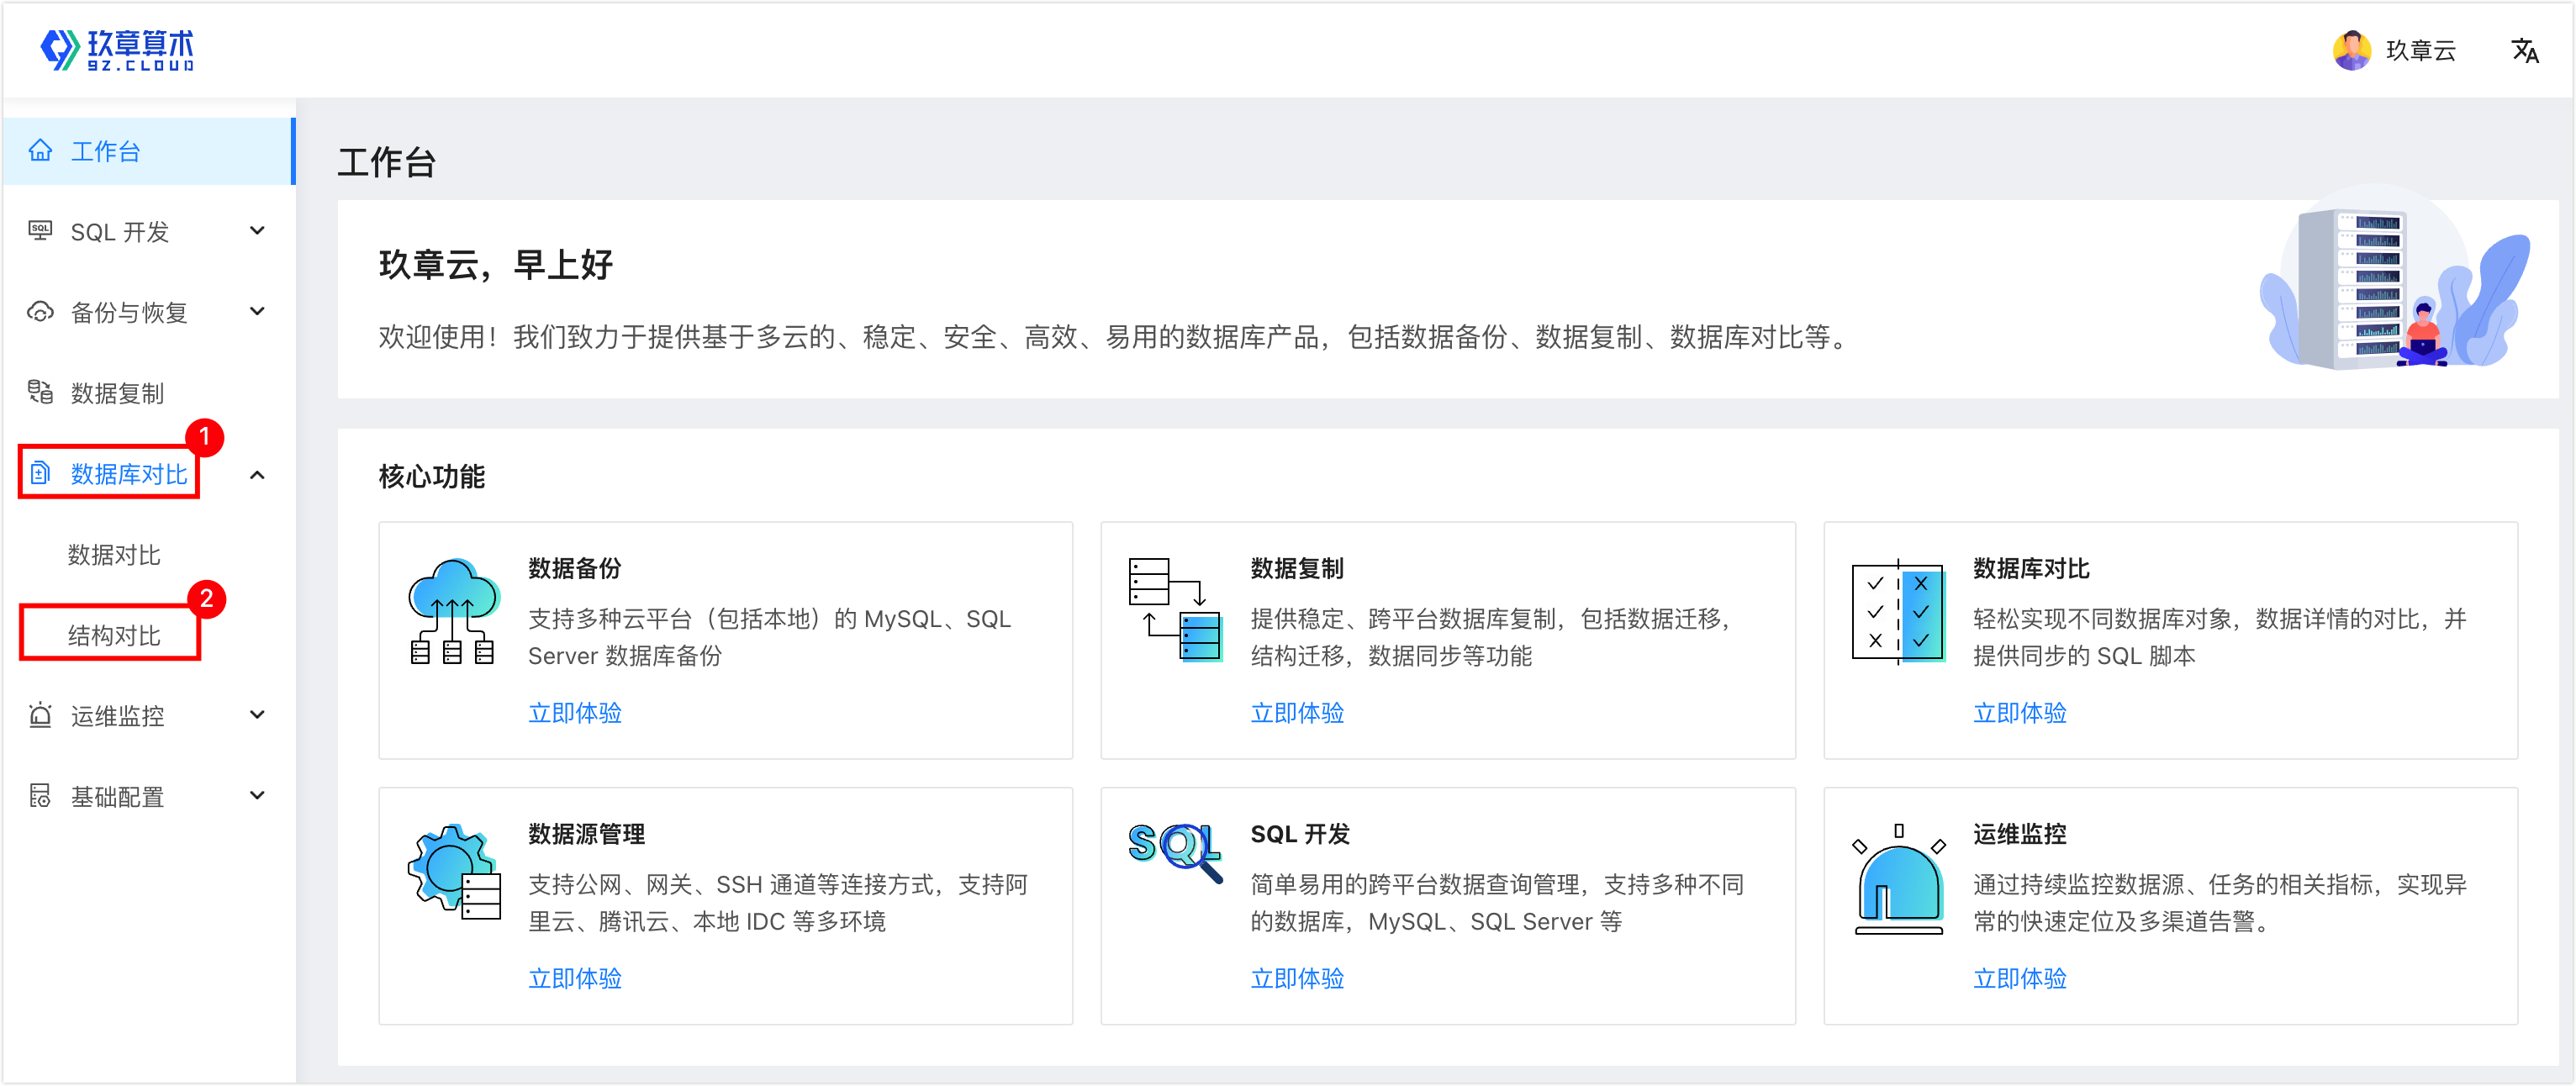 玖章算术
9Z.CLOUD
玖章云
文A
工作台
SQL 开发
备份与恢复
数据复制
1
数据库对比
数据对比
2
结构对比
运维监控
基础配置
工作台
玖章云，早上好
欢迎使用！我们致力于提供基于多云的、稳定、安全、高效、易用的数据库产品，包括数据备份、数据复制、数据库对比等。
核心功能
数据备份
支持多种云平台（包括本地）的 MySQL、SQL
Server 数据库备份
立即体验
数据复制
提供稳定、跨平台数据库复制，包括数据迁移，
结构迁移，数据同步等功能
立即体验
数据库对比
轻松实现不同数据库对象，数据详情的对比，并
提供同步的 SQL 脚本
立即体验
数据源管理
支持公网、网关、SSH 通道等连接方式，支持阿
里云、腾讯云、本地 IDC 等多环境
立即体验
SQL
SQL 开发
简单易用的跨平台数据查询管理，支持多种不同
的数据库，MySQL、SQL Server 等
立即体验
运维监控
通过持续监控数据源、任务的相关指标，实现异
常的快速定位及多渠道告警。
立即体验